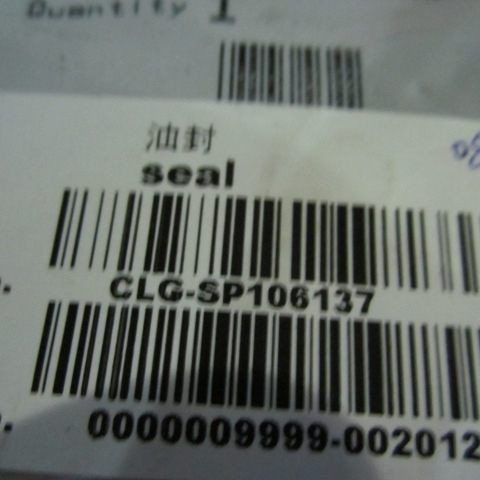 Quantity 1
油封
seal
CLG-SP106137
0000009999-002012